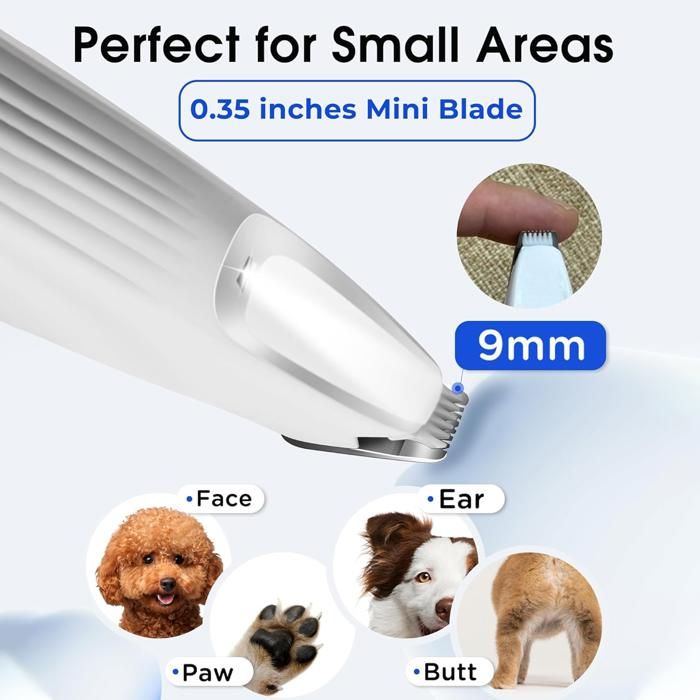 Perfect for Small Areas
0.35 inches Mini Blade
9mm
Face
Ear
Paw
Butt